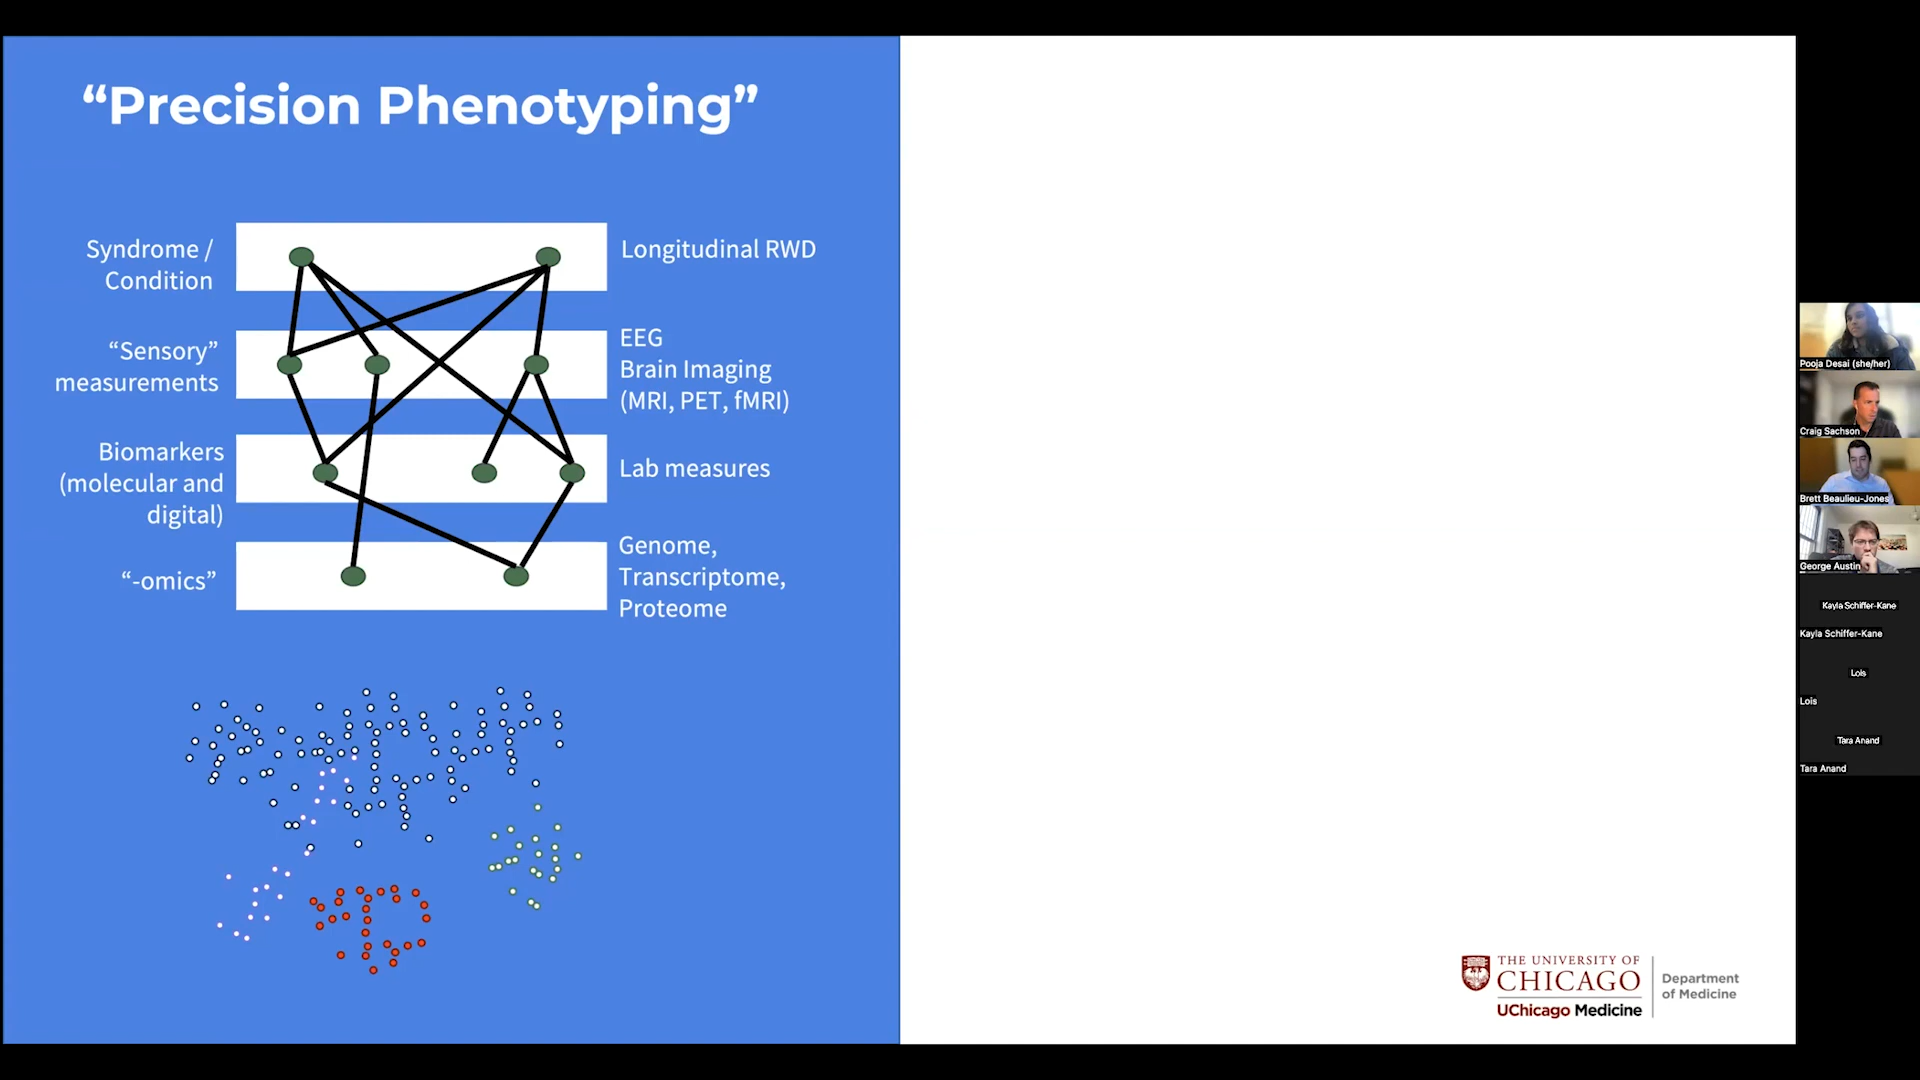 “Precision Phenotyping”
Syndrome /
Condition
Longitudinal RWD
“Sensory”
measurements
EEG
Brain Imaging
(MRI, PET, fMRI)
Biomarkers
(molecular and
digital)
Lab measures
“-omics”
Genome,
Transcriptome,
Proteome
THE UNIVERSITY OF
CHICAGO
UChicago Medicine
Department
of Medicine
Pooja Desai (she/her)
Craig Sachson
Brett Beaulieu-Jones
George Austin
Kayla Schiffer-Kane
Kayla Schiffer-Kane
Lois
Lois
Tara Anand
Tara Anand